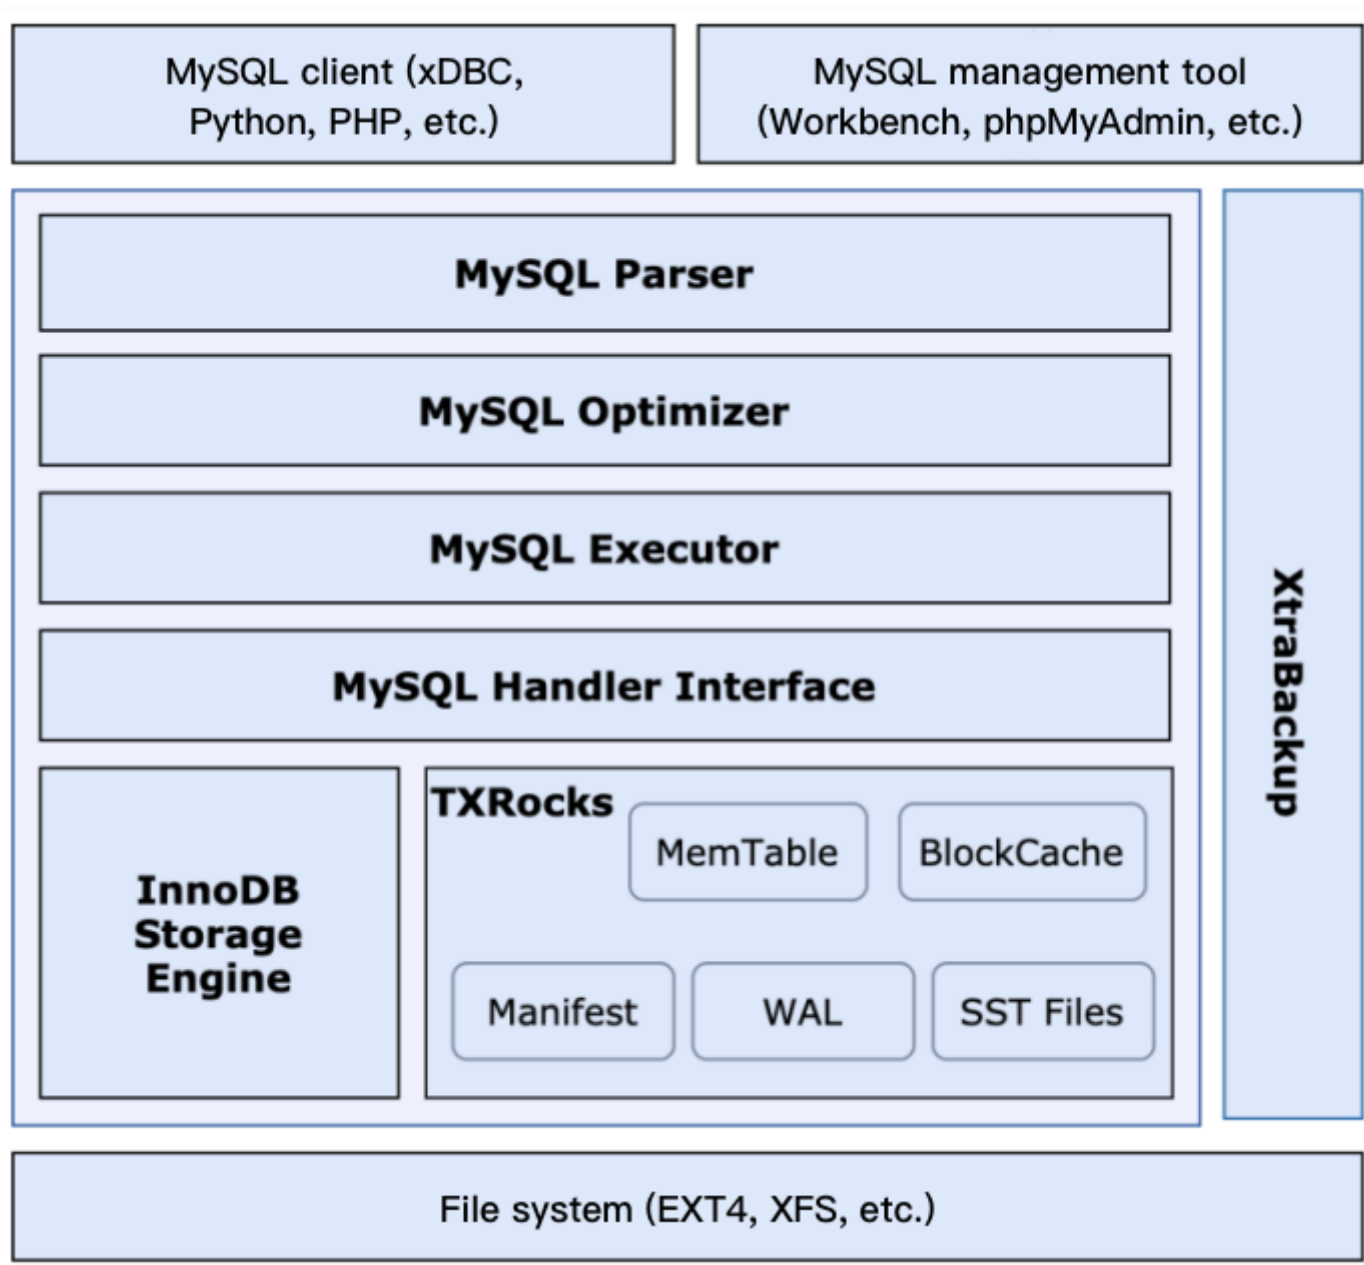 MySQL client (xDBC,
Python, PHP, etc.)
MySQL management tool
(Workbench, phpMyAdmin, etc.)
MySQL Parser
MySQL Optimizer
MySQL Executor
MySQL Handler Interface
InnoDB
Storage
Engine
TXRocks
MemTable
BlockCache
Manifest
WAL
SST Files
XtraBackup
File system (EXT4, XFS, etc.)